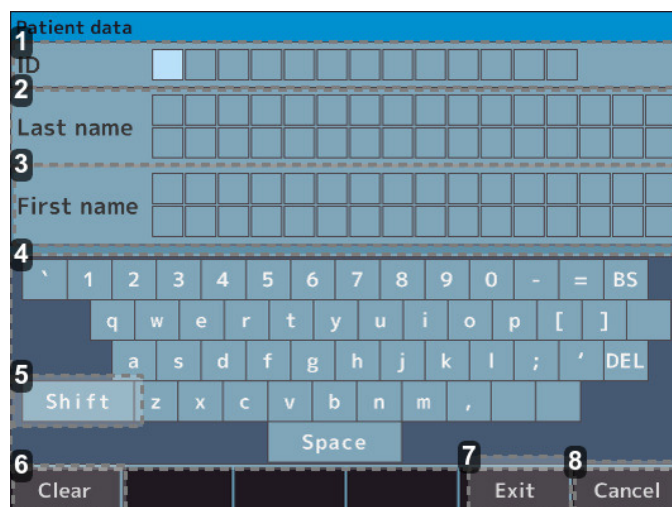 Patient data
1
ID
2
Last name
3
First name
4
` 1 2 3 4 5 6 7 8 9 0 - = BS
q w e r t y u i o p [ ]
a s d f g h j k l ; ‘ DEL
5
Shift z x c v b n m ,
Space
6 7 8
Clear Exit Cancel